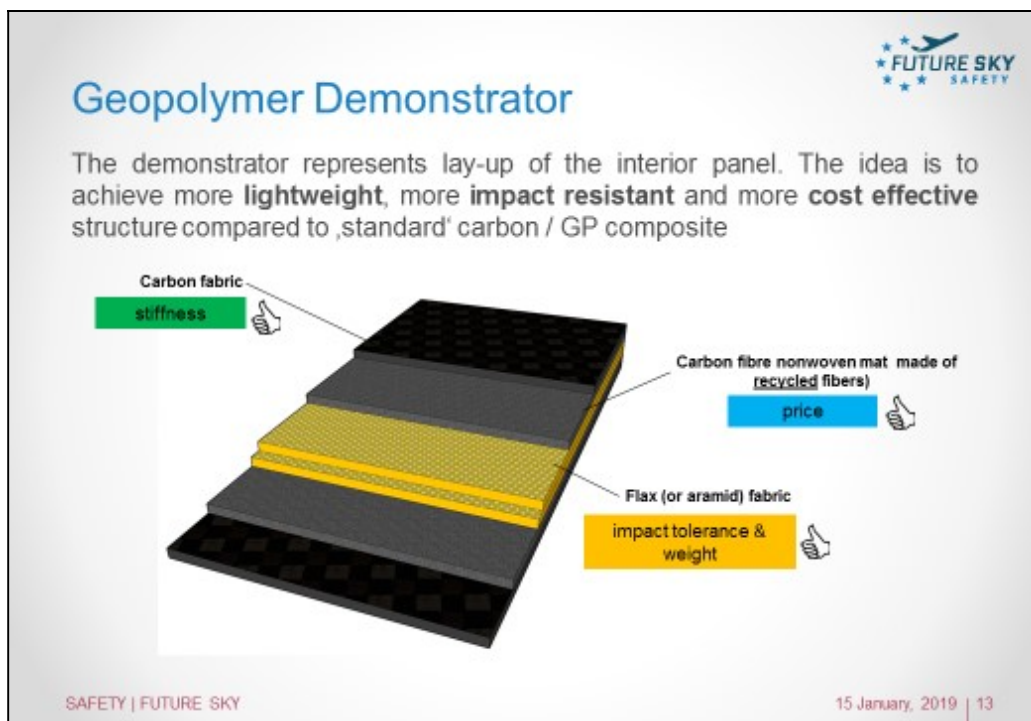 FUTURE SKY
SAFETY
Geopolymer Demonstrator
The demonstrator represents lay-up of the interior panel. The idea is to
achieve more lightweight, more impact resistant and more cost effective
structure compared to ‚standard‘ carbon / GP composite
Carbon fabric
stiffness
Carbon fibre nonwoven mat made of
recycled fibers)
price
Flax (or aramid) fabric
impact tolerance &
weight
SAFETY | FUTURE SKY
15 January, 2019 | 13